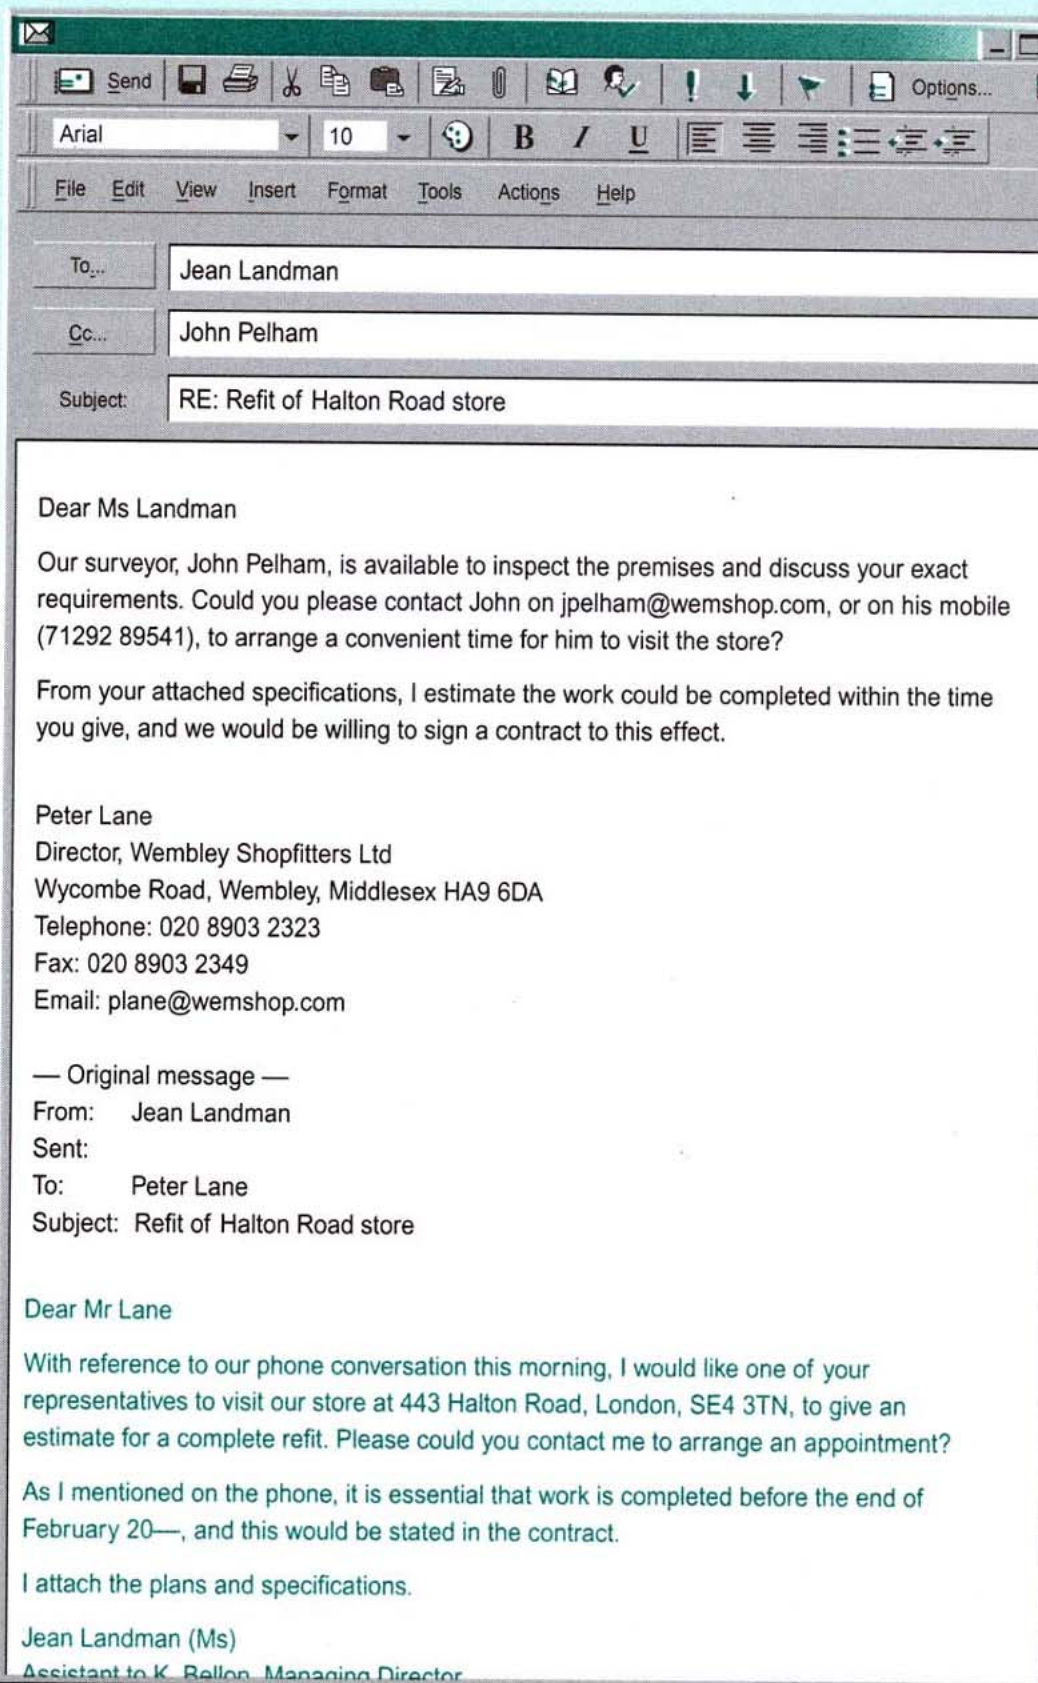 Send
Options...
Arial
10
B I U
File Edit View Insert Format Tools Actions Help
To... Jean Landman
Cc... John Pelham
Subject: RE: Refit of Halton Road store
Dear Ms Landman
Our surveyor, John Pelham, is available to inspect the premises and discuss your exact
requirements. Could you please contact John on jpelham@wemshop.com, or on his mobile
(71292 89541), to arrange a convenient time for him to visit the store?
From your attached specifications, I estimate the work could be completed within the time
you give, and we would be willing to sign a contract to this effect.
Peter Lane
Director, Wembley Shopfitters Ltd
Wycombe Road, Wembley, Middlesex HA9 6DA
Telephone: 020 8903 2323
Fax: 020 8903 2349
Email: plane@wemshop.com
— Original message —
From: Jean Landman
Sent:
To: Peter Lane
Subject: Refit of Halton Road store
Dear Mr Lane
With reference to our phone conversation this morning, I would like one of your
representatives to visit our store at 443 Halton Road, London, SE4 3TN, to give an
estimate for a complete refit. Please could you contact me to arrange an appointment?
As I mentioned on the phone, it is essential that work is completed before the end of
February 20—, and this would be stated in the contract.
I attach the plans and specifications.
Jean Landman (Ms)
Assistant to K. Bellon, Managing Director